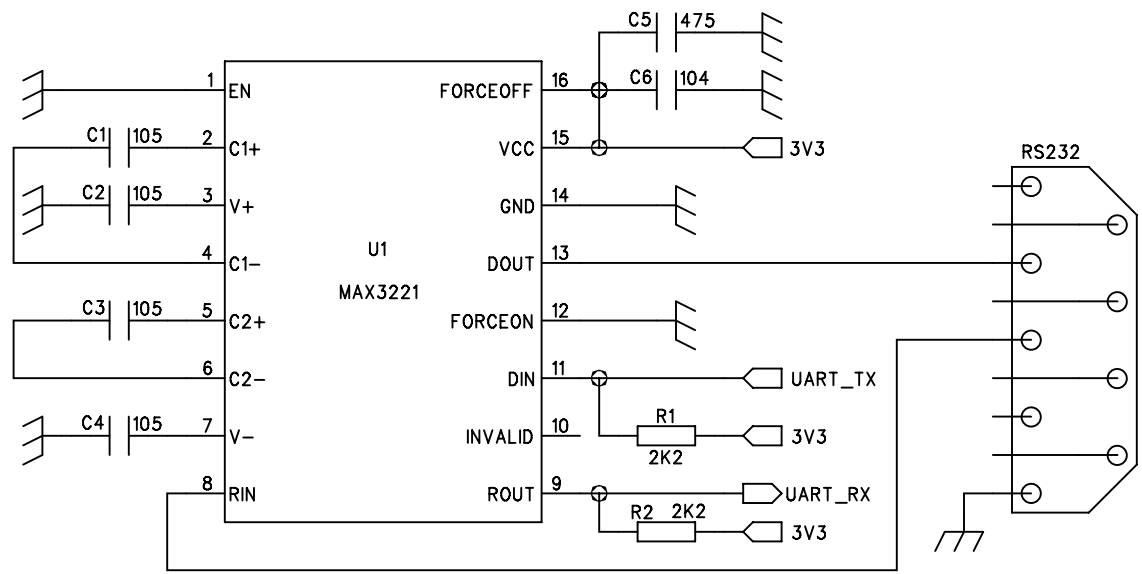 C5 475
1 EN FORCEOFF 16 C6 104
C1 105 2 C1+ VCC 15 3V3
RS232
C2 105 3 V+ GND 14
4 C1- DOUT 13
U1
MAX3221
C3 105 5 C2+ FORCEON 12
6 C2- DIN 11 UART_TX
R1
C4 105 7 V- INVALID 10 3V3
2K2
8 RIN ROUT 9 UART_RX
R2 2K2
3V3